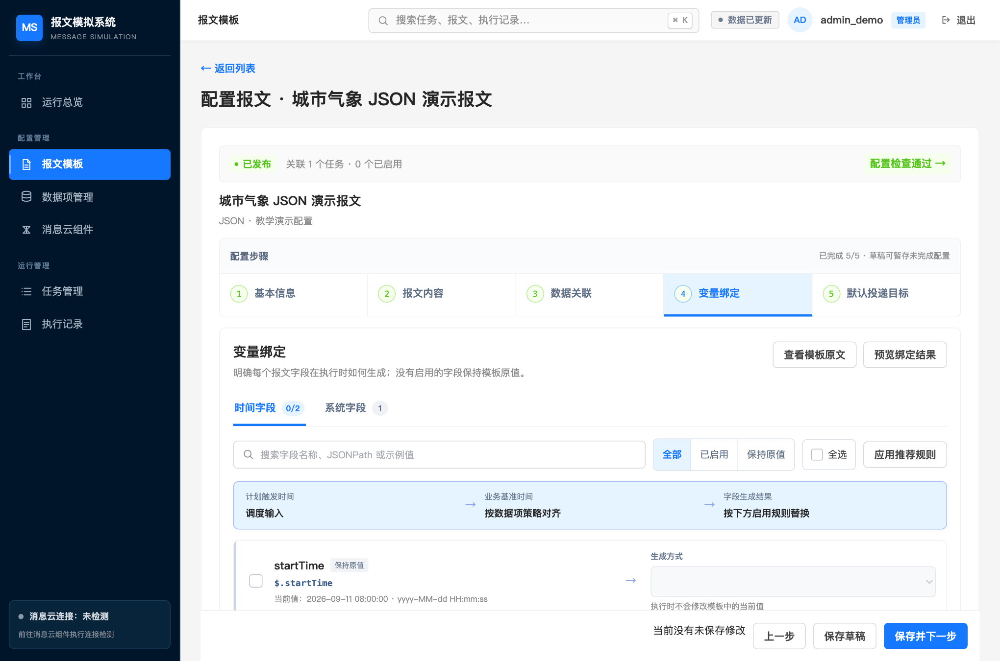 MS
报文模拟系统
MESSAGE SIMULATION
工作台
运行总览
配置管理
报文模板
数据项管理
消息云组件
运行管理
任务管理
执行记录
消息云连接：未检测
前往消息云组件执行连接检测
报文模板
搜索任务、报文、执行记录...
⌘ K
数据已更新
AD
admin_demo
管理员
退出
← 返回列表
配置报文 · 城市气象 JSON 演示报文
已发布
关联 1 个任务 · 0 个已启用
配置检查通过 →
城市气象 JSON 演示报文
JSON · 教学演示配置
配置步骤
已完成 5/5 · 草稿可暂存未完成配置
1 基本信息
2 报文内容
3 数据关联
4 变量绑定
5 默认投递目标
变量绑定
明确每个报文字段在执行时如何生成；没有启用的字段保持模板原值。
查看模板原文
预览绑定结果
时间字段 0/2
系统字段 1
搜索字段名称、JSONPath 或示例值
全部
已启用
保持原值
全选
应用推荐规则
计划触发时间
调度输入
→
业务基准时间
按数据项策略对齐
→
字段生成结果
按下方启用规则替换
startTime 保持原值
$.startTime
当前值：2026-09-11 08:00:00 · yyyy-MM-dd HH:mm:ss
→
生成方式
执行时不会修改模板中的当前值
当前没有未保存修改
上一步
保存草稿
保存并下一步